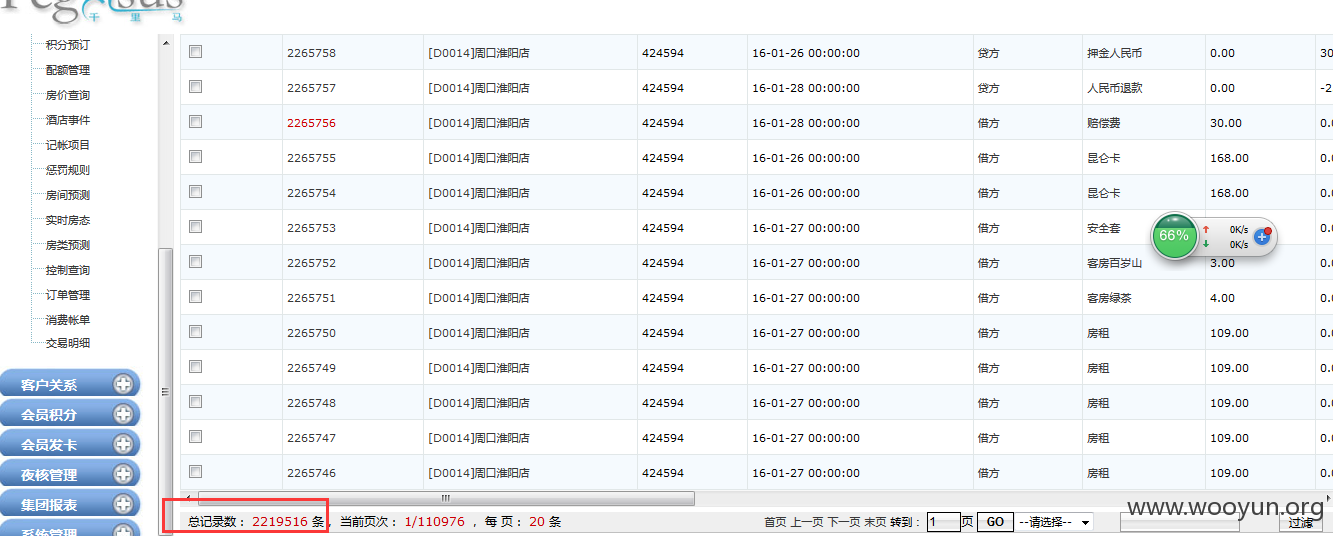 Pegasus
千里马
积分预订
配额管理
房价查询
酒店事件
记帐项目
惩罚规则
房间预测
实时房态
房类预测
控制查询
订单管理
消费帐单
交易明细
客户关系
会员积分
会员发卡
夜核管理
集团报表
系统管理
2265758 [D0014]周口淮阳店 424594 16-01-26 00:00:00 贷方 押金人民币 0.00 30
2265757 [D0014]周口淮阳店 424594 16-01-28 00:00:00 贷方 人民币退款 0.00 -2
2265756 [D0014]周口淮阳店 424594 16-01-28 00:00:00 借方 赔偿费 30.00 0.0
2265755 [D0014]周口淮阳店 424594 16-01-26 00:00:00 借方 昆仑卡 168.00 0.0
2265754 [D0014]周口淮阳店 424594 16-01-26 00:00:00 借方 昆仑卡 168.00 0.0
2265753 [D0014]周口淮阳店 424594 16-01-27 00:00:00 借方 安全套 0.0
2265752 [D0014]周口淮阳店 424594 16-01-27 00:00:00 借方 客房百岁山 3.00 0.0
2265751 [D0014]周口淮阳店 424594 16-01-27 00:00:00 借方 客房绿茶 4.00 0.0
2265750 [D0014]周口淮阳店 424594 16-01-27 00:00:00 借方 房租 109.00 0.0
2265749 [D0014]周口淮阳店 424594 16-01-27 00:00:00 借方 房租 109.00 0.0
2265748 [D0014]周口淮阳店 424594 16-01-27 00:00:00 借方 房租 109.00 0.0
2265747 [D0014]周口淮阳店 424594 16-01-27 00:00:00 借方 房租 109.00 0.0
2265746 [D0014]周口淮阳店 424594 16-01-27 00:00:00 借方 房租 109.00 0.0
66% 0K/s
0K/s
总记录数： 2219516 条， 当前页次： 1/110976 ， 每 页： 20 条 首页 上一页 下一页 末页 转到： 1 页 GO --请选择-- 过滤
www.wooyun.org